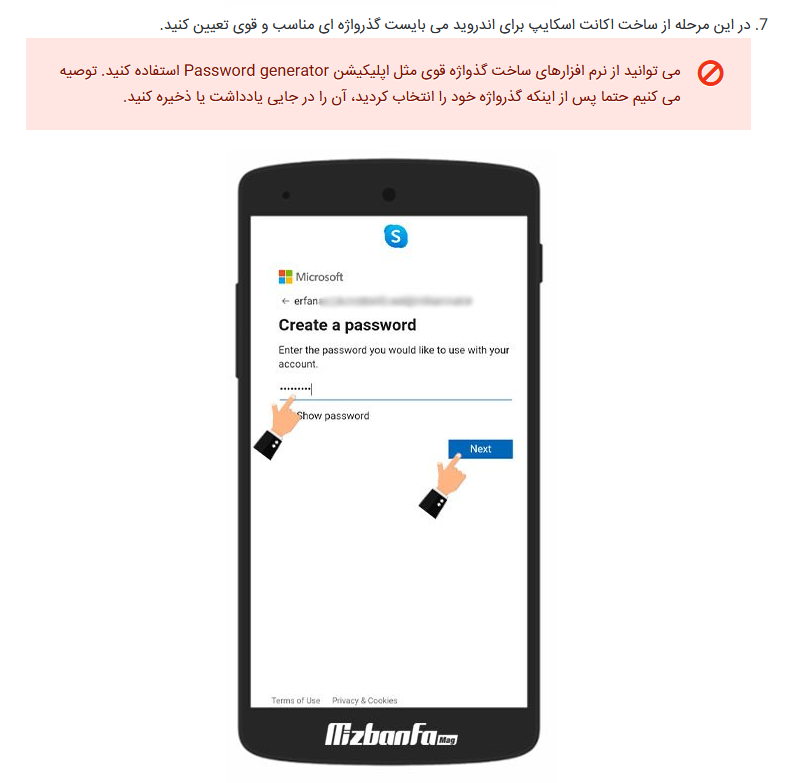 7. در این مرحله از ساخت اکانت اسکایپ برای اندروید می بایست گذرواژه ای مناسب و قوی تعیین کنید.
می توانید از نرم افزارهای ساخت گذواژه قوی مثل اپلیکیشن Password generator استفاده کنید. توصیه
می کنیم حتما پس از اینکه گذرواژه خود را انتخاب کردید، آن را در جایی یادداشت یا ذخیره کنید.
S
Microsoft
← erfan
Create a password
Enter the password you would like to use with your
account.
•••••••••
Show password
Next
Terms of Use Privacy & Cookies
MizbanFa Mag